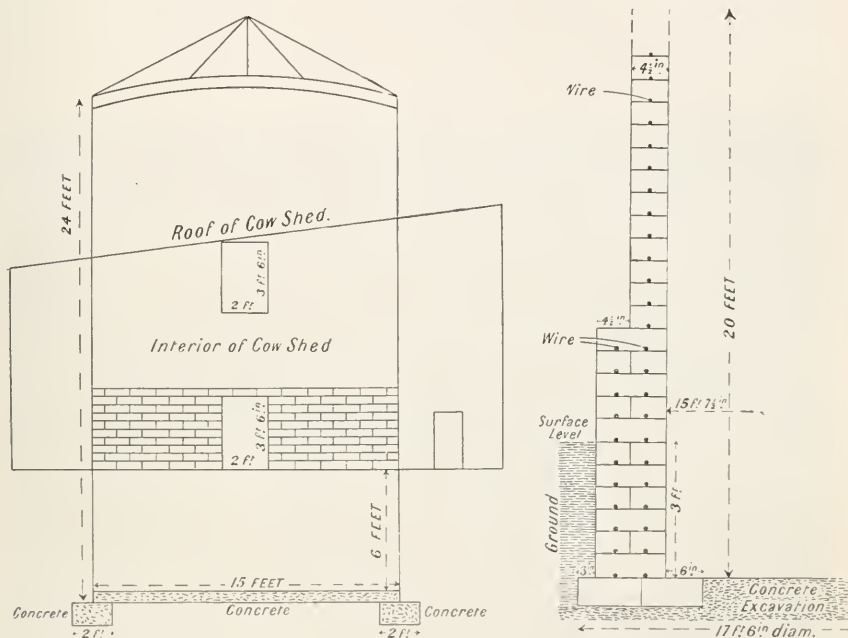 24 FEET
Roof of Cow Shed.
3 ft 6 in
2 ft
Interior of Cow Shed
3 ft 6 in
2 ft
6 FEET
15 FEET
Concrete
Concrete
Concrete
2 ft
2 ft
4½ in
Wire
4½ in
Wire
20 FEET
15 ft 7½ in
Surface
Level
Ground
3 ft
3 in
6 in
Concrete
Excavation
17 ft 6 in diam.